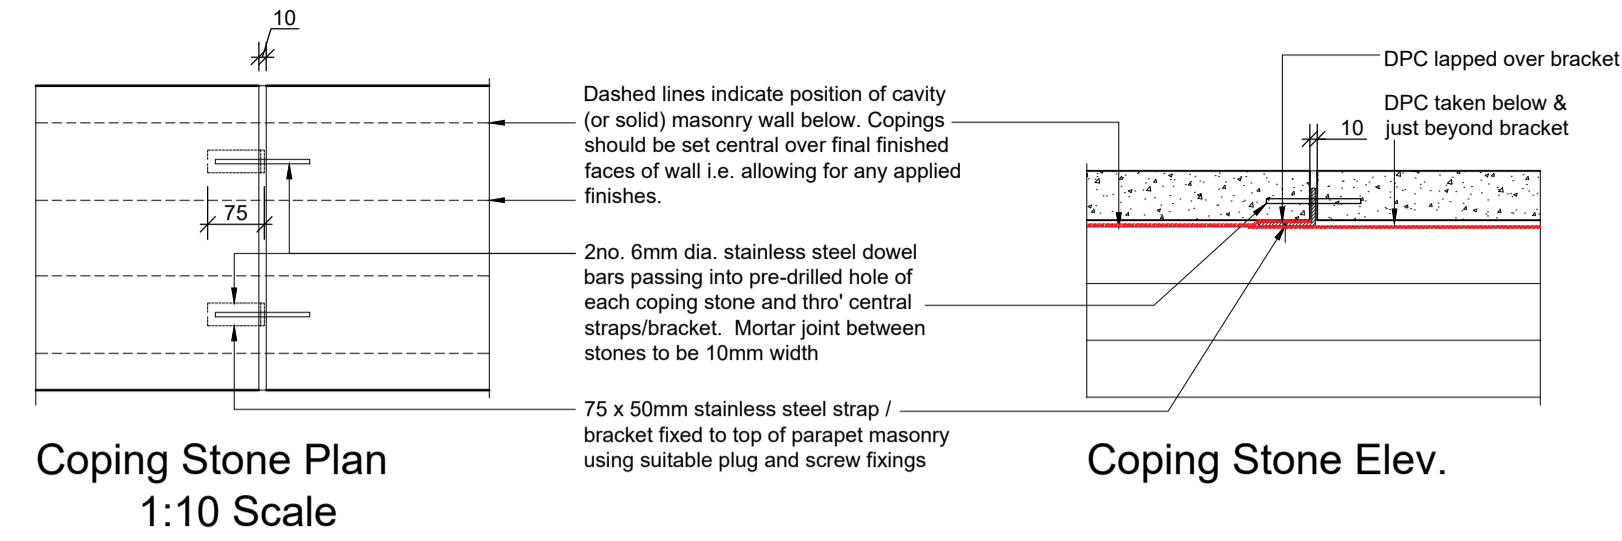 10
75
Dashed lines indicate position of cavity
(or solid) masonry wall below. Copings
should be set central over final finished
faces of wall i.e. allowing for any applied
finishes.
2no. 6mm dia. stainless steel dowel
bars passing into pre-drilled hole of
each coping stone and thro' central
straps/bracket. Mortar joint between
stones to be 10mm width
75 x 50mm stainless steel strap /
bracket fixed to top of parapet masonry
using suitable plug and screw fixings
DPC lapped over bracket
DPC taken below &
just beyond bracket
10
Coping Stone Plan
1:10 Scale
Coping Stone Elev.